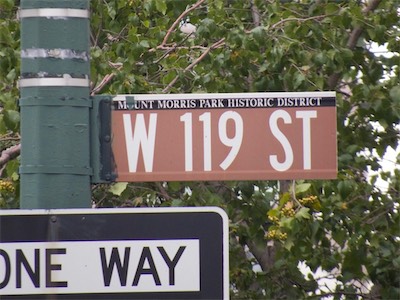 MOUNT MORRIS PARK HISTORIC DISTRICT
W 119 ST
ONE WAY